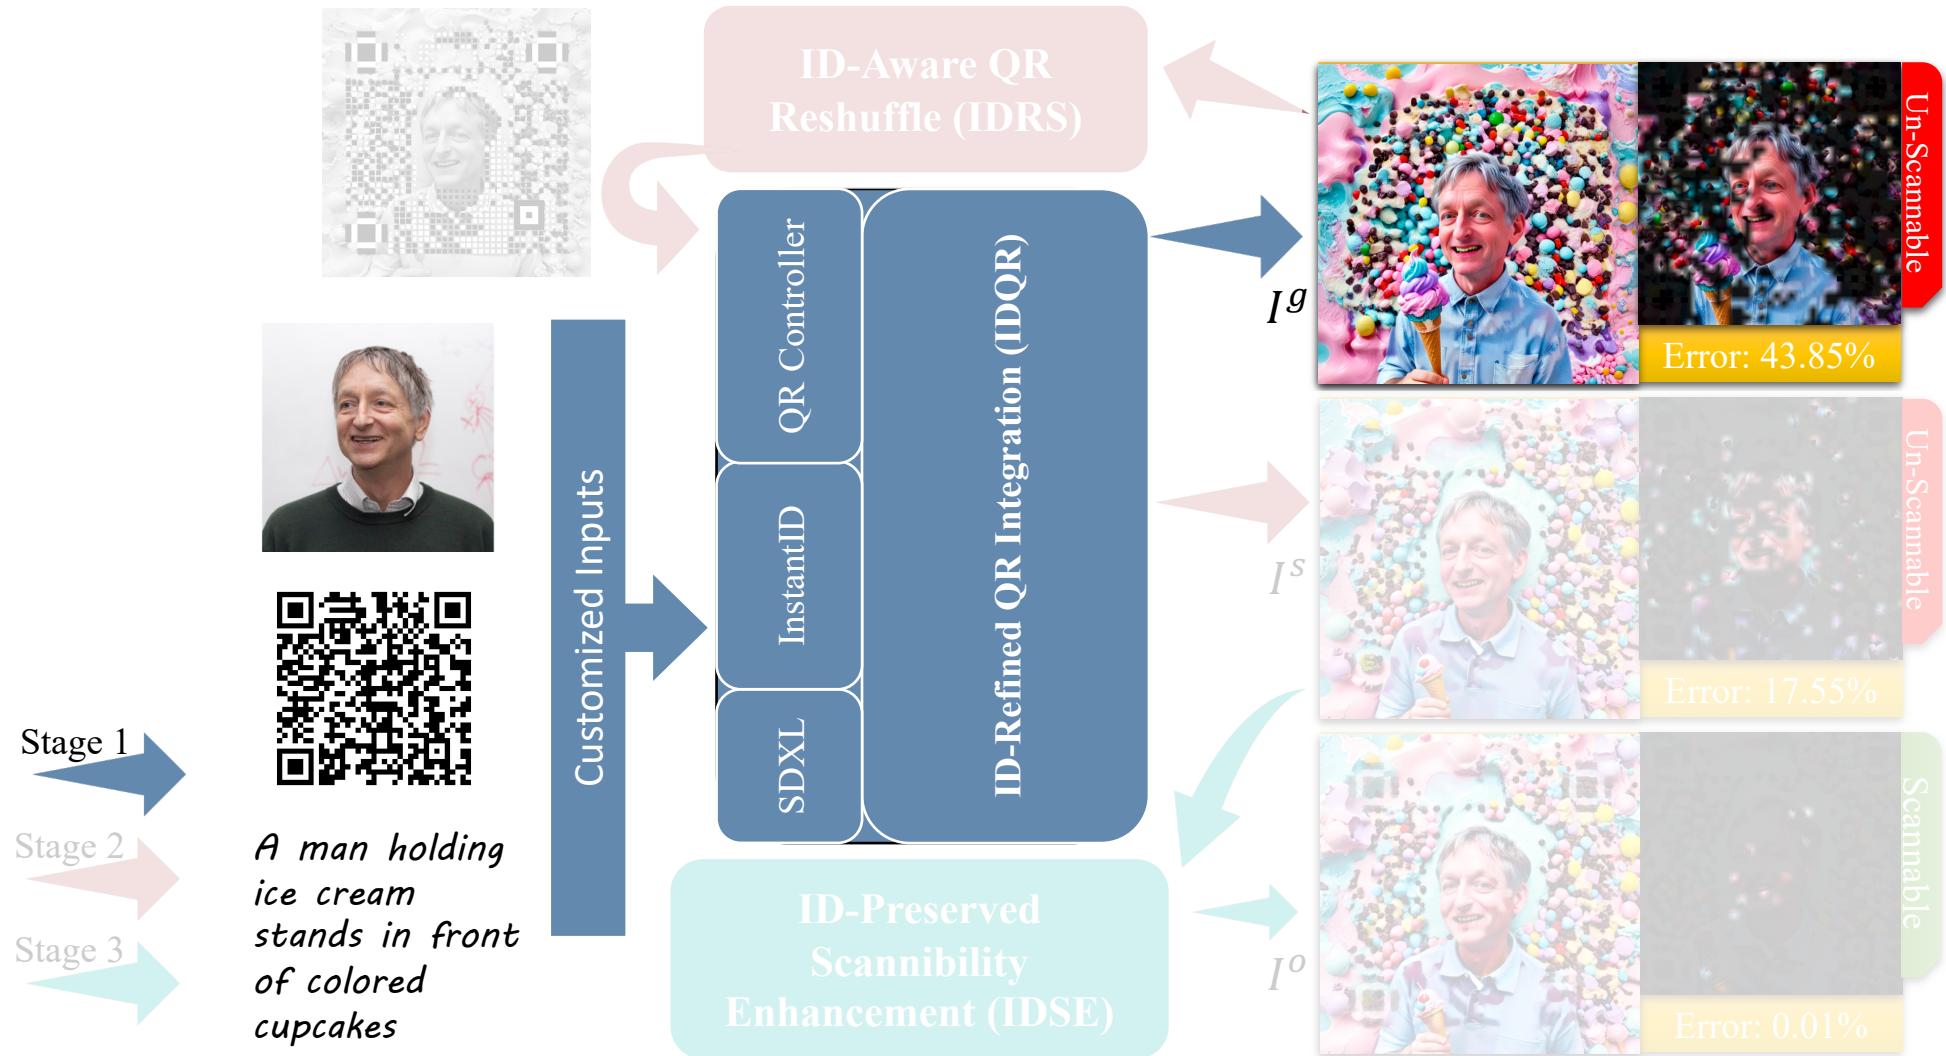 ID-Aware QR
Reshuffle (IDRS)
Un-Scannable
Error: 43.85%
I^g
QR Controller
InstantID
SDXL
ID-Refined QR Integration (IDQR)
Customized Inputs
Un-Scannable
Error: 17.55%
I^s
Stage 1
Stage 2
Stage 3
A man holding
ice cream
stands in front
of colored
cupcakes
ID-Preserved
Scannibility
Enhancement (IDSE)
I^o
Scannable
Error: 0.01%